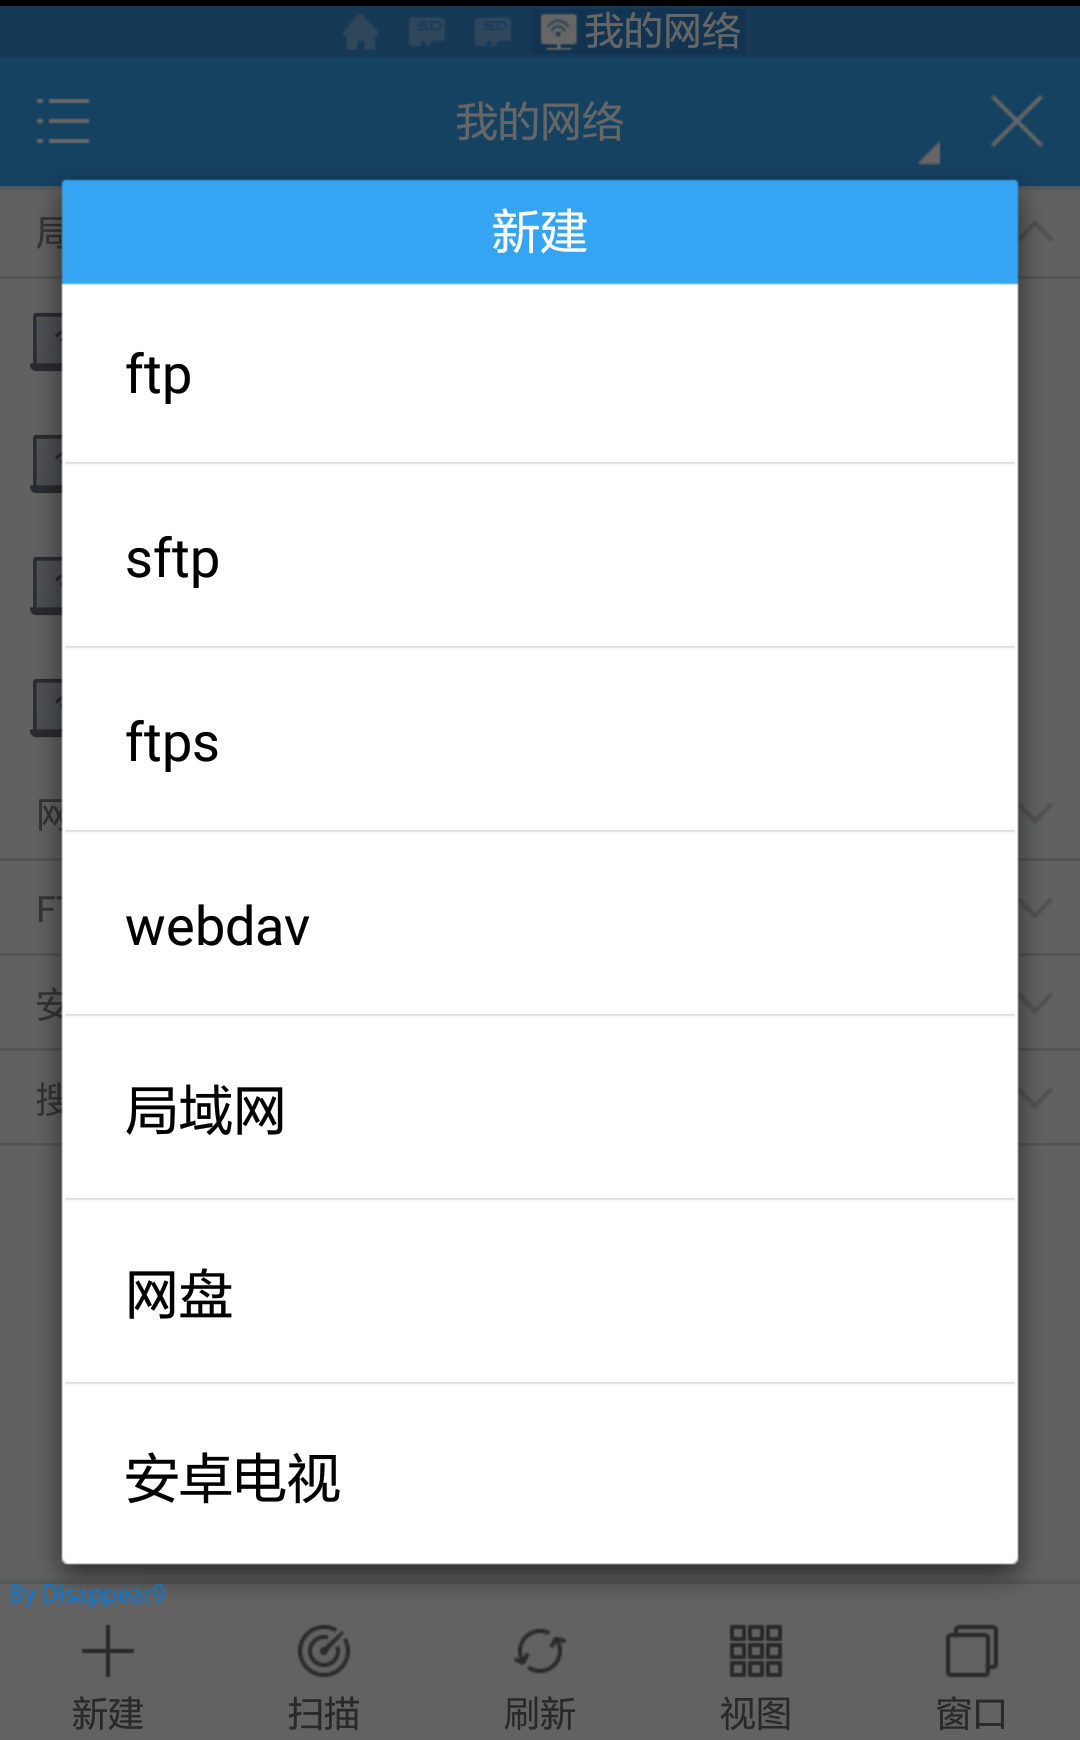 我的网络
我的网络
新建
ftp
sftp
ftps
webdav
局域网
网盘
安卓电视
By Disappear9
新建 扫描 刷新 视图 窗口